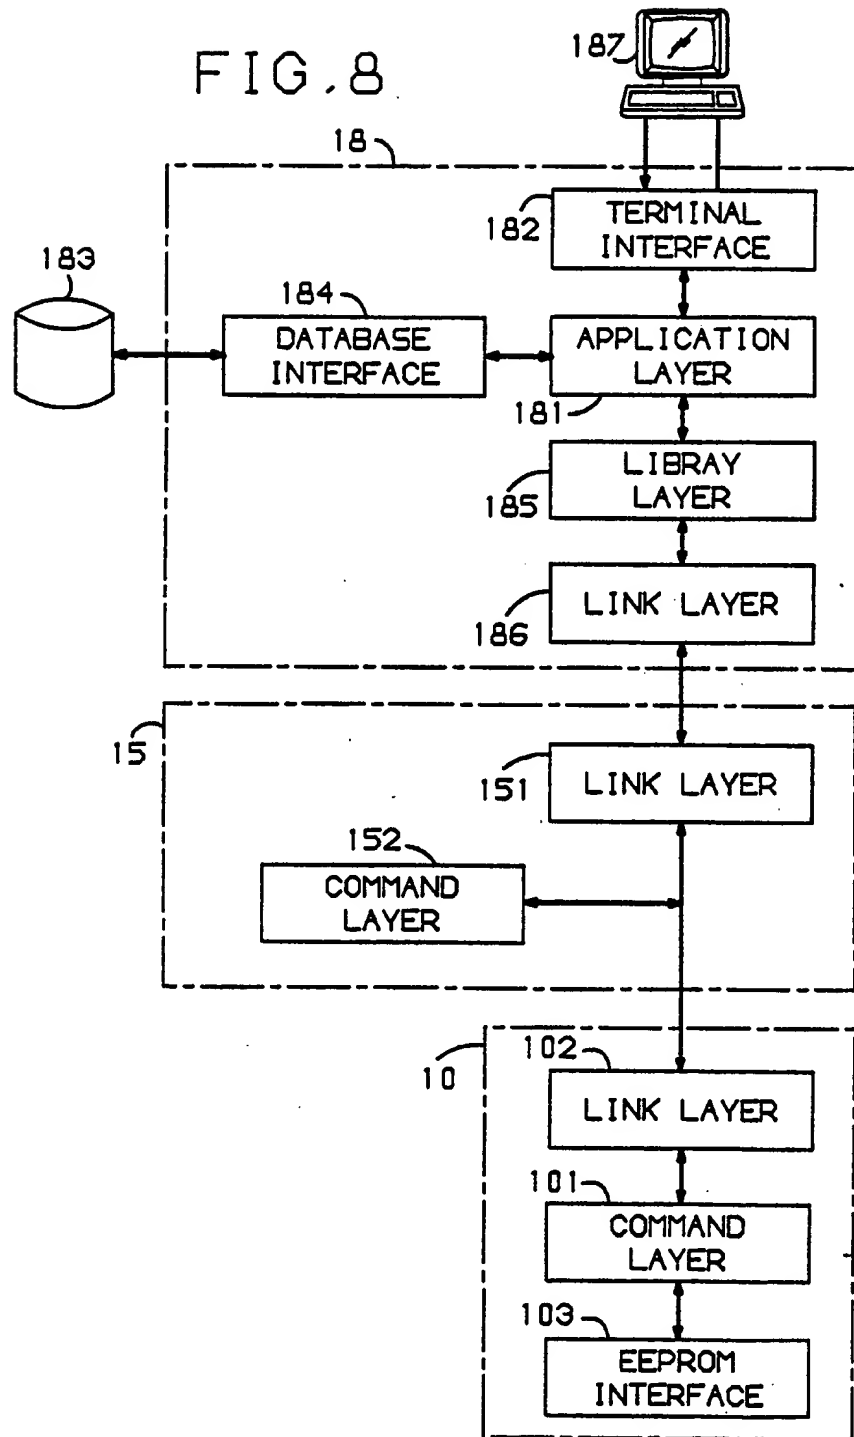 FIG. 8
187
18
182
TERMINAL
INTERFACE
183
184
DATABASE
INTERFACE
APPLICATION
LAYER
181
LIBRAY
LAYER
185
LINK LAYER
186
15
151
LINK LAYER
152
COMMAND
LAYER
10
102
LINK LAYER
101
COMMAND
LAYER
103
EEPROM
INTERFACE